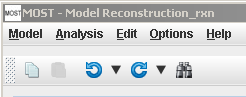 MOST - Model Reconstruction_rxn
Model Analysis Edit Options Help